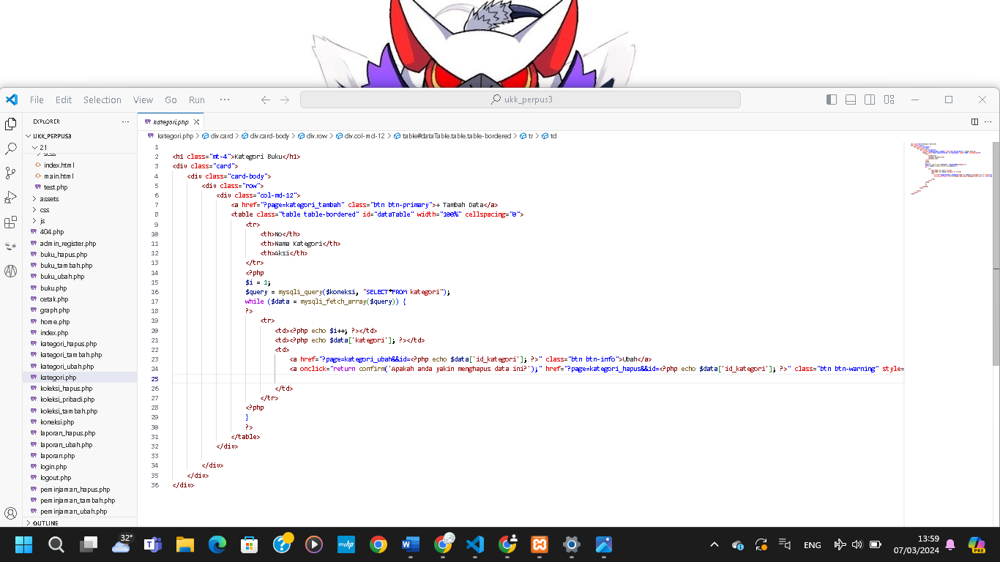 File Edit Selection View Go Run ··· ukk_perpus3
EXPLORER ···
kategori.php
UKK_PERPUS3
kategori.php > div.card > div.card-body > div.row > div.col-md-12 > table#dataTable.table.table-bordered > tr > td
21
scss
index.html
main.html
test.php
assets
css
js
404.php
admin_register.php
buku_hapus.php
buku_tambah.php
buku_ubah.php
buku.php
cetak.php
graph.php
home.php
index.php
kategori_hapus.php
kategori_tambah.php
kategori_ubah.php
kategori.php
koleksi_hapus.php
koleksi_pribadi.php
koleksi_tambah.php
koneksi.php
laporan_hapus.php
laporan_ubah.php
laporan.php
login.php
logout.php
peminjaman_hapus.php
peminjaman_tambah.php
peminjaman_ubah.php
OUTLINE
1
2 <h1 class="mt-4">Kategori Buku</h1>
3 <div class="card">
4 <div class="card-body">
5 <div class="row">
6 <div class="col-md-12">
7 <a href="?page=kategori_tambah" class="btn btn-primary">+ Tambah Data</a>
8 <table class="table table-bordered" id="dataTable" width="100%" cellspacing="0">
9 <tr>
10 <th>No</th>
11 <th>Nama Kategori</th>
12 <th>Aksi</th>
13 </tr>
14 <?php
15 $i = 1;
16 $query = mysqli_query($koneksi, "SELECT*FROM kategori");
17 while ($data = mysqli_fetch_array($query)) {
18 ?>
19 <tr>
20 <td><?php echo $i++; ?></td>
21 <td><?php echo $data['kategori']; ?></td>
22 <td>
23 <a href="?page=kategori_ubah&&id=<?php echo $data['id_kategori']; ?>" class="btn btn-info">Ubah</a>
24 <a onclick="return confirm('Apakah anda yakin menghapus data ini?');" href="?page=kategori_hapus&&id=<?php echo $data['id_kategori']; ?>" class="btn btn-warning" style=
25
26 </td>
27 </tr>
28 <?php
29 }
30 ?>
31 </table>
32 </div>
33
34 </div>
35 </div>
36 </div>
32°
myhp
ENG
13:59
07/03/2024
PRE